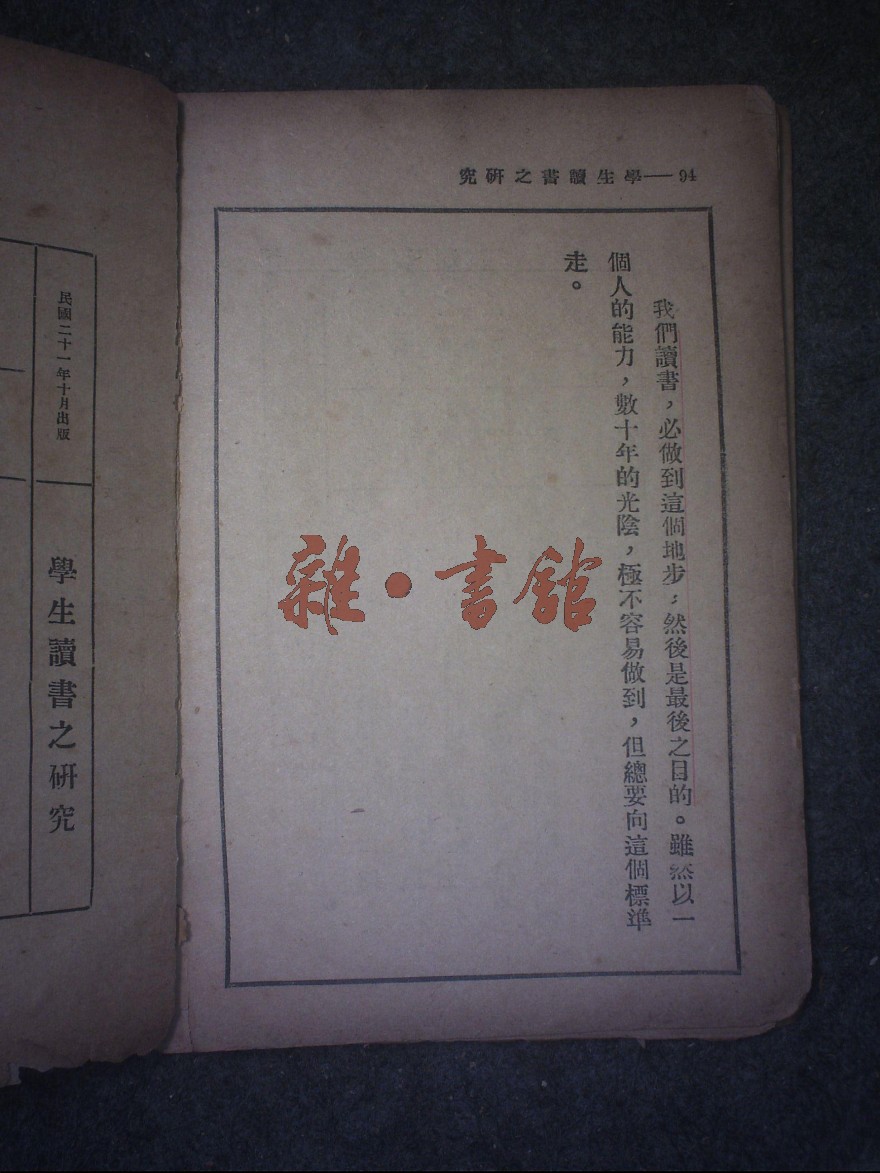 94——學生讀書之研究
我們讀書，必做到這個地步；然後是最後之目的。雖然以一
個人的能力，數十年的光陰，極不容易做到，但總要向這個標準
走。
雜·書館
民國二十一年十月出版
學生讀書之研究